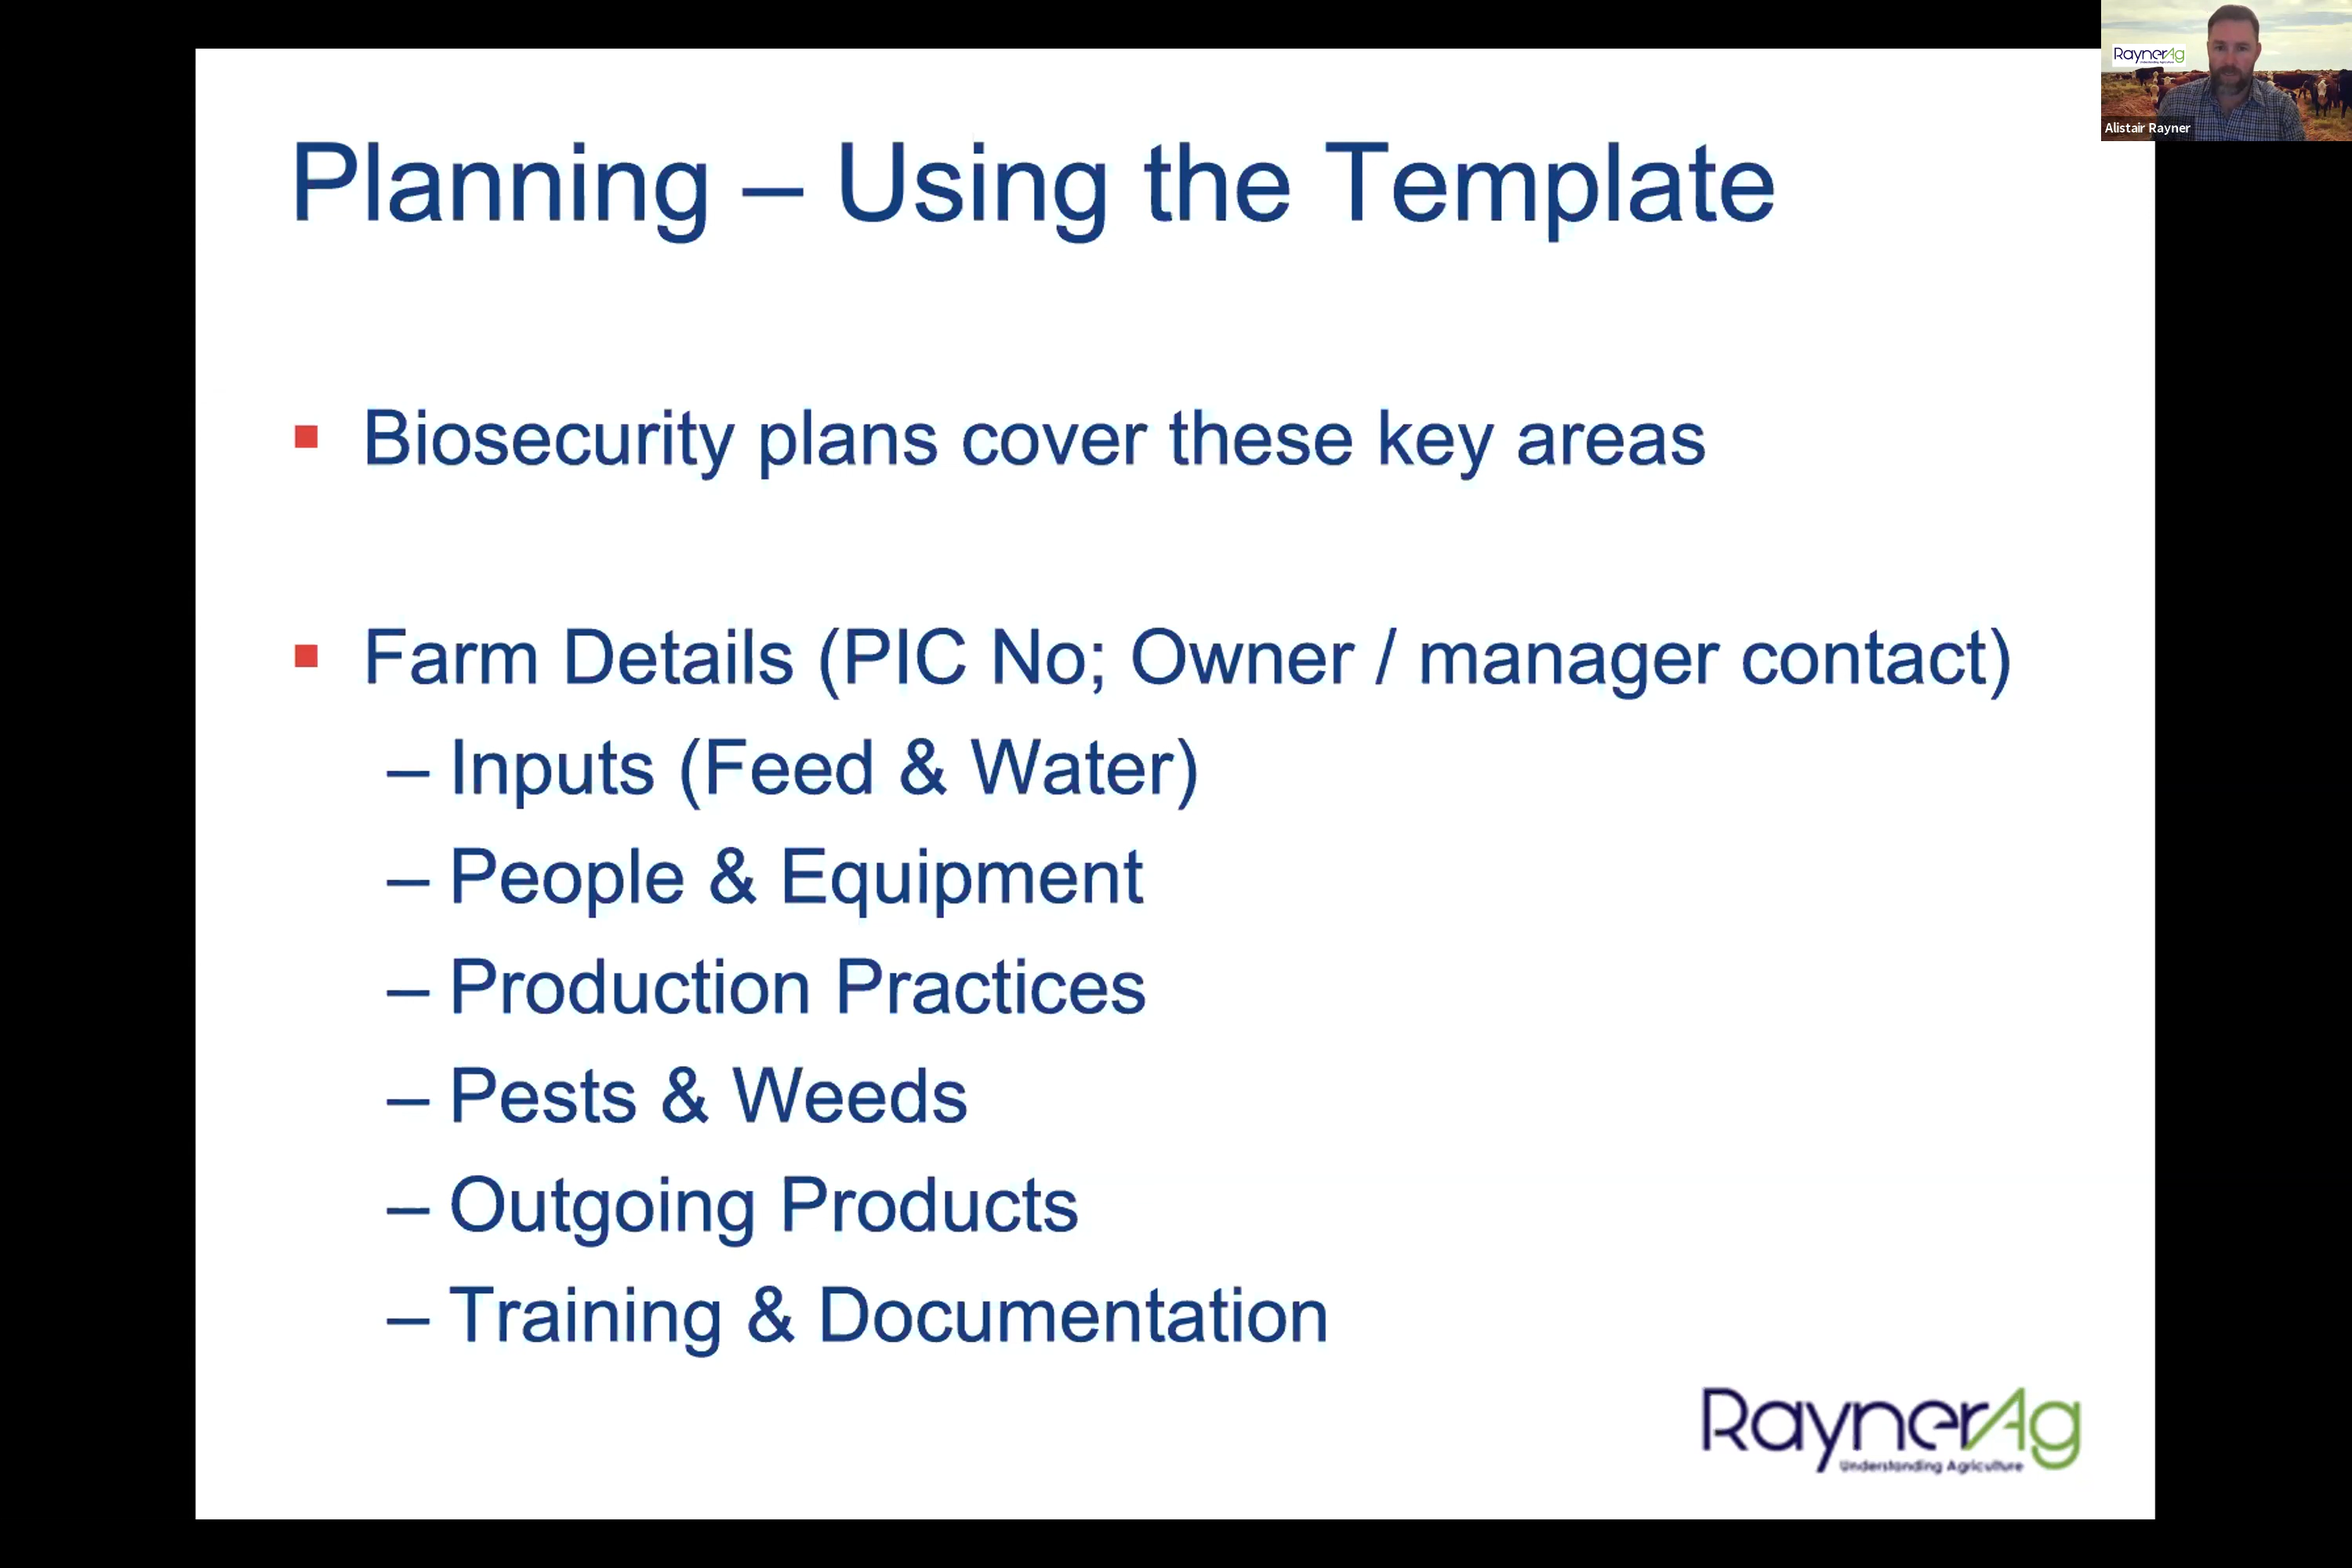 RaynerAg
Alistair Rayner
Planning – Using the Template
▪ Biosecurity plans cover these key areas
▪ Farm Details (PIC No; Owner / manager contact)
– Inputs (Feed & Water)
– People & Equipment
– Production Practices
– Pests & Weeds
– Outgoing Products
– Training & Documentation
RaynerAg
Understanding Agriculture